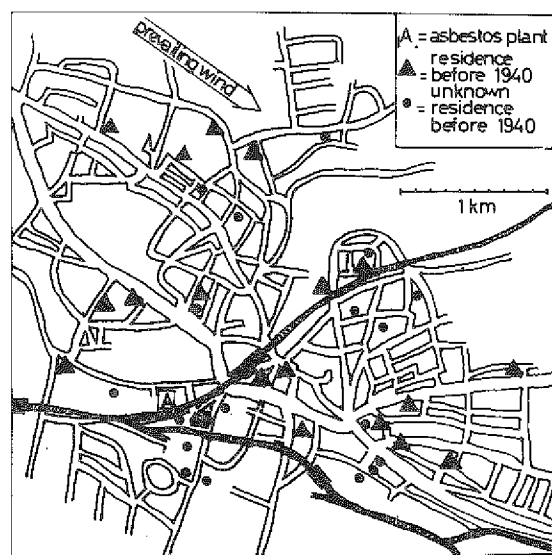 prevailing wind
A = asbestos plant
residence
▲ = before 1940
unknown
• = residence
before 1940
1 km
A